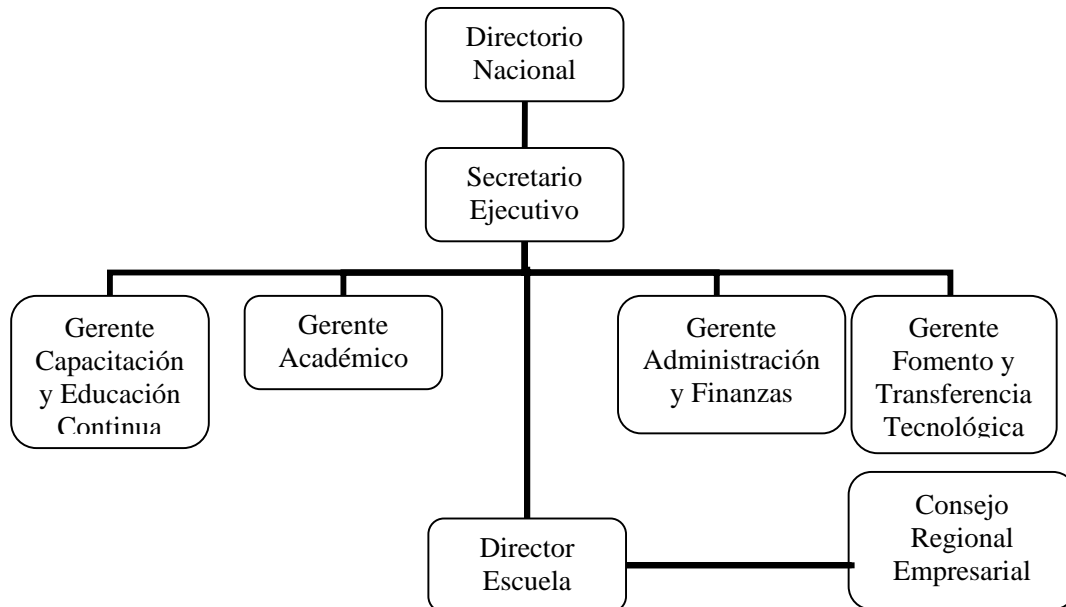 Directorio
Nacional
Secretario
Ejecutivo
Gerente
Capacitación
y Educación
Continua
Gerente
Académico
Gerente
Administración
y Finanzas
Gerente
Fomento y
Transferencia
Tecnológica
Director
Escuela
Consejo
Regional
Empresarial